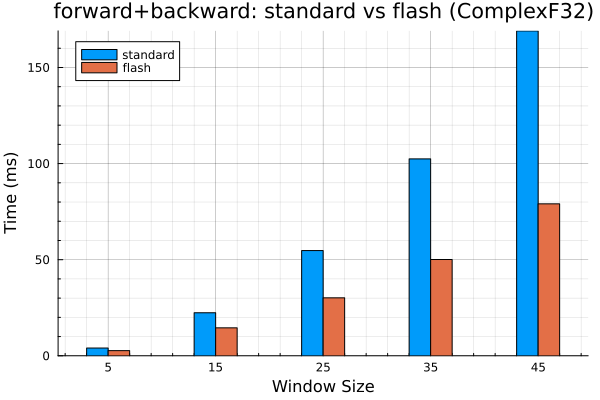 forward+backward: standard vs flash (ComplexF32)
standard
flash
Time (ms)
150
100
50
0
5 15 25 35 45
Window Size